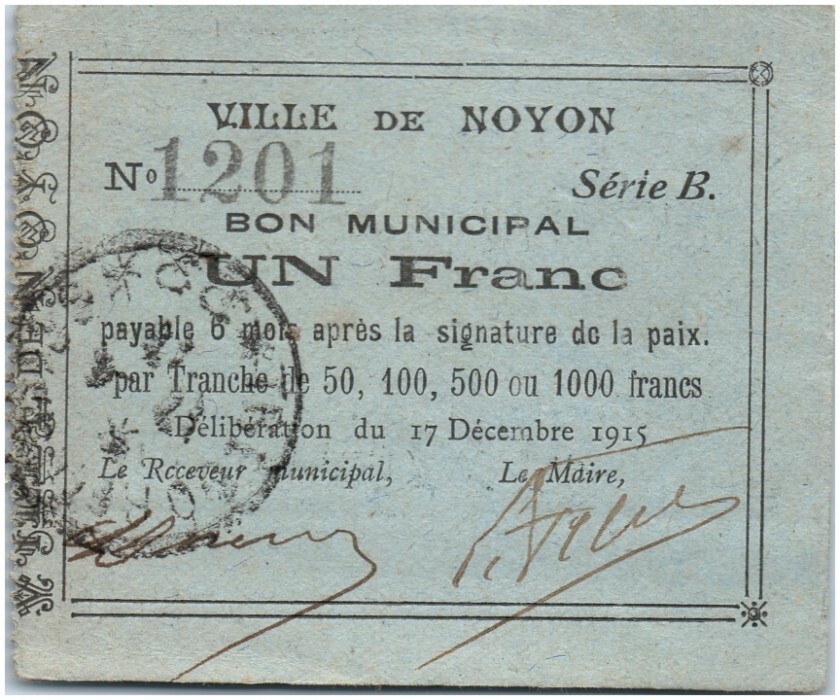 VILLE DE NOYON
Nº 1201 Série B.
BON MUNICIPAL
UN Franc
payable 6 mois après la signature de la paix.
par Tranche de 50, 100, 500 ou 1000 francs
Délibération du 17 Décembre 1915
Le Receveur municipal, Le Maire,